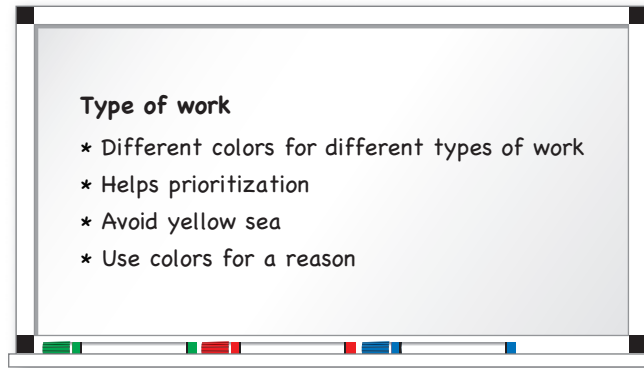 Type of work
* Different colors for different types of work
* Helps prioritization
* Avoid yellow sea
* Use colors for a reason